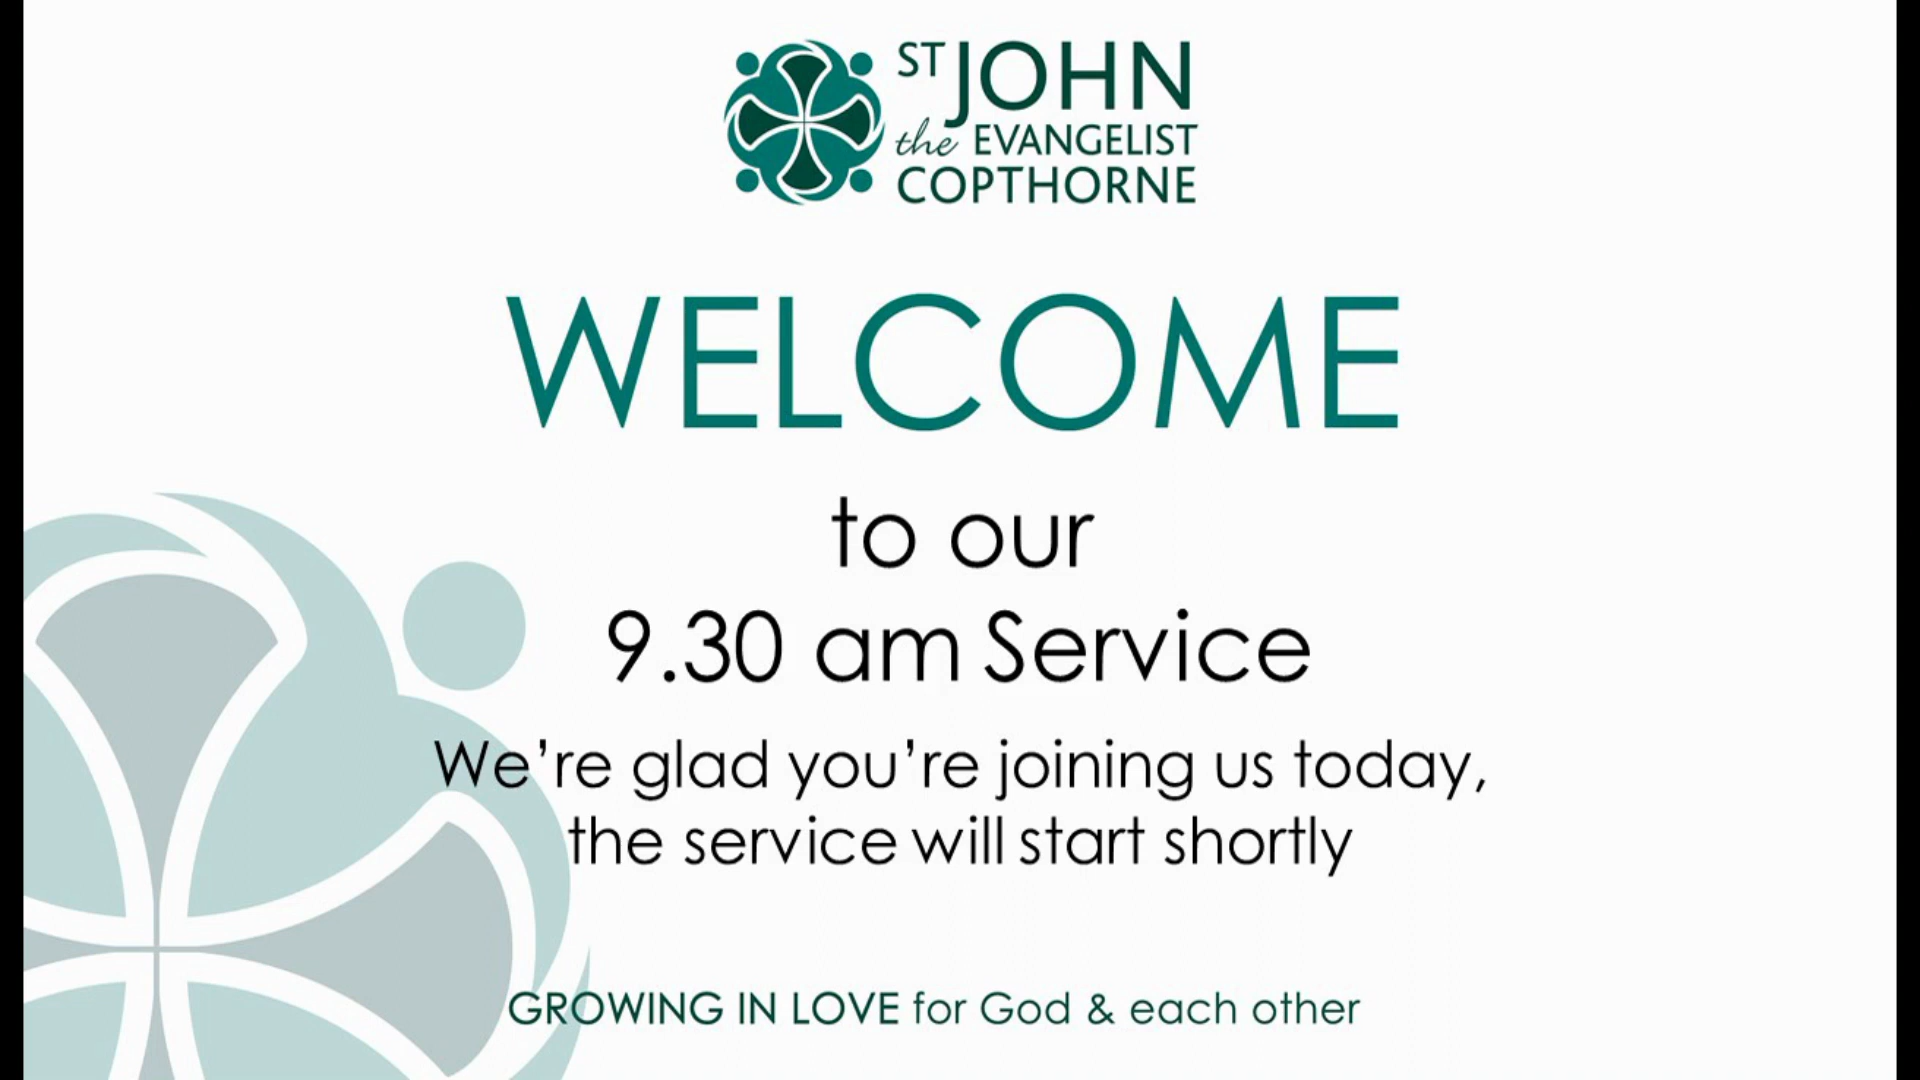 ST JOHN
the EVANGELIST
COPTHORNE
WELCOME
to our
9.30 am Service
We’re glad you’re joining us today,
the service will start shortly
GROWING IN LOVE for God & each other